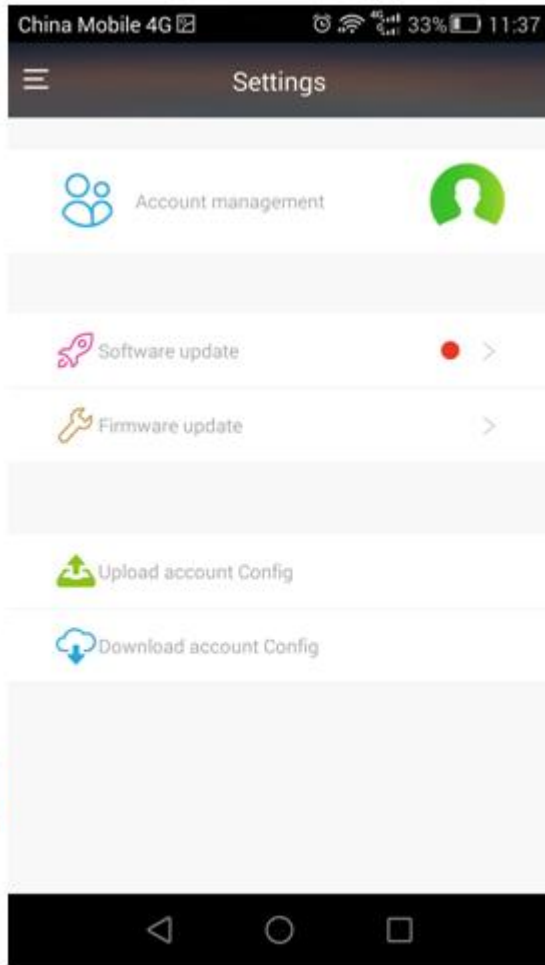 China Mobile 4G 4G 33% 11:37
Settings
Account management
Software update
Firmware update
Upload account Config
Download account Config